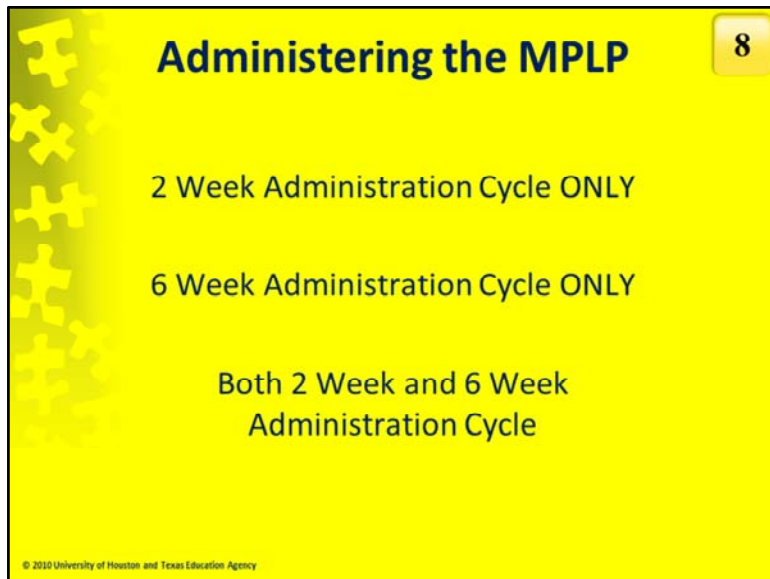 Administering the MPLP
8
2 Week Administration Cycle ONLY
6 Week Administration Cycle ONLY
Both 2 Week and 6 Week
Administration Cycle
© 2010 University of Houston and Texas Education Agency